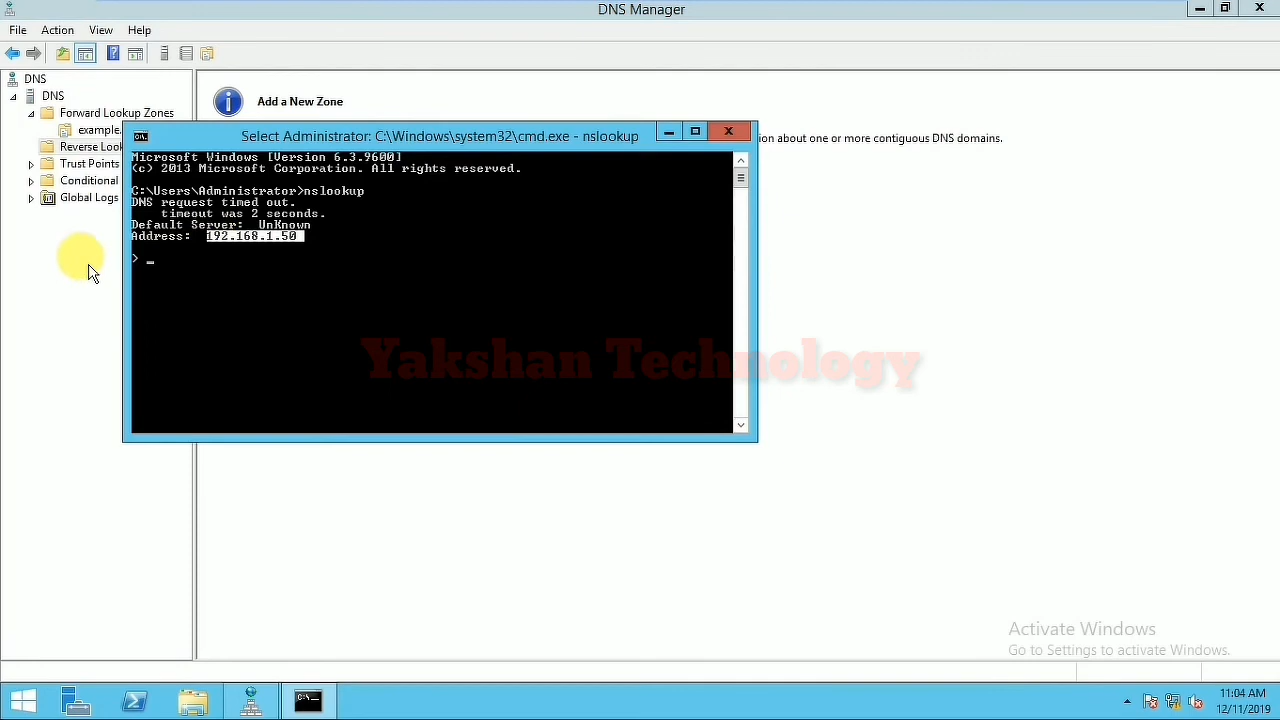 DNS Manager
File Action View Help
DNS
DNS
Forward Lookup Zones
example.
Reverse Look
Trust Points
Conditional
Global Logs
Add a New Zone
ion about one or more contiguous DNS domains.
Select Administrator: C:\Windows\system32\cmd.exe - nslookup
Microsoft Windows [Version 6.3.9600]
(c) 2013 Microsoft Corporation. All rights reserved.
C:\Users\Administrator>nslookup
DNS request timed out.
timeout was 2 seconds.
Default Server: UnKnown
Address: 192.168.1.50
> _
Yakshan Technology
Activate Windows
Go to Settings to activate Windows.
11:04 AM
12/11/2019